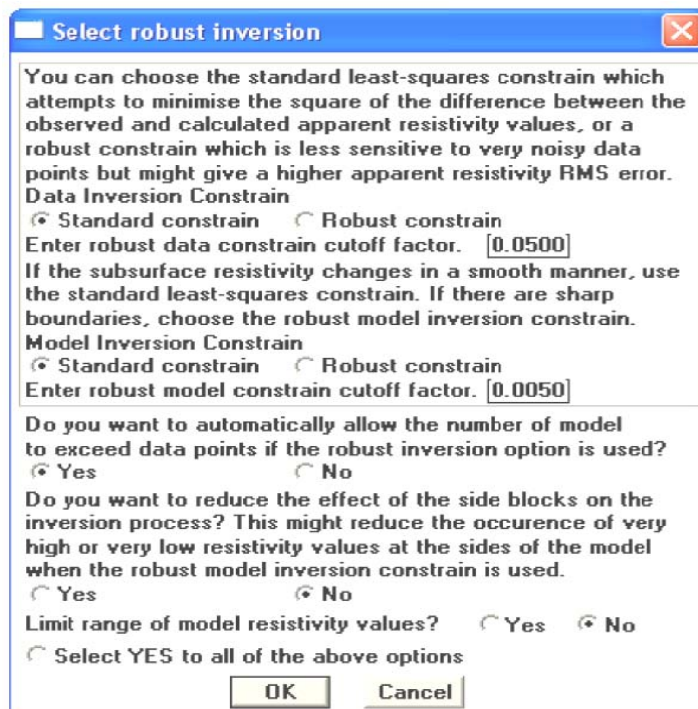 Select robust inversion
You can choose the standard least-squares constrain which
attempts to minimise the square of the difference between the
observed and calculated apparent resistivity values, or a
robust constrain which is less sensitive to very noisy data
points but might give a higher apparent resistivity RMS error.
Data Inversion Constrain
Standard constrain Robust constrain
Enter robust data constrain cutoff factor. 0.0500
If the subsurface resistivity changes in a smooth manner, use
the standard least-squares constrain. If there are sharp
boundaries, choose the robust model inversion constrain.
Model Inversion Constrain
Standard constrain Robust constrain
Enter robust model constrain cutoff factor. 0.0050
Do you want to automatically allow the number of model
to exceed data points if the robust inversion option is used?
Yes No
Do you want to reduce the effect of the side blocks on the
inversion process? This might reduce the occurence of very
high or very low resistivity values at the sides of the model
when the robust model inversion constrain is used.
Yes No
Limit range of model resistivity values? Yes No
Select YES to all of the above options
OK Cancel